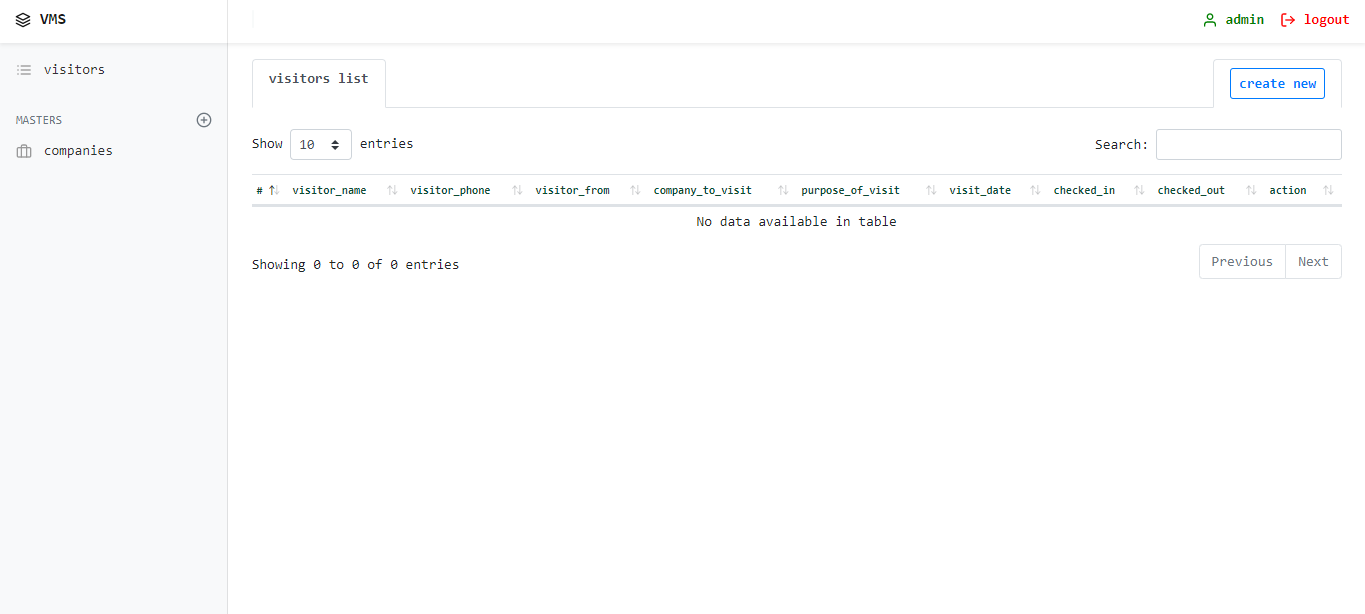 VMS
admin logout
visitors
MASTERS
companies
visitors list
create new
Show 10 entries
Search:
# visitor_name visitor_phone visitor_from company_to_visit purpose_of_visit visit_date checked_in checked_out action
No data available in table
Showing 0 to 0 of 0 entries
Previous Next